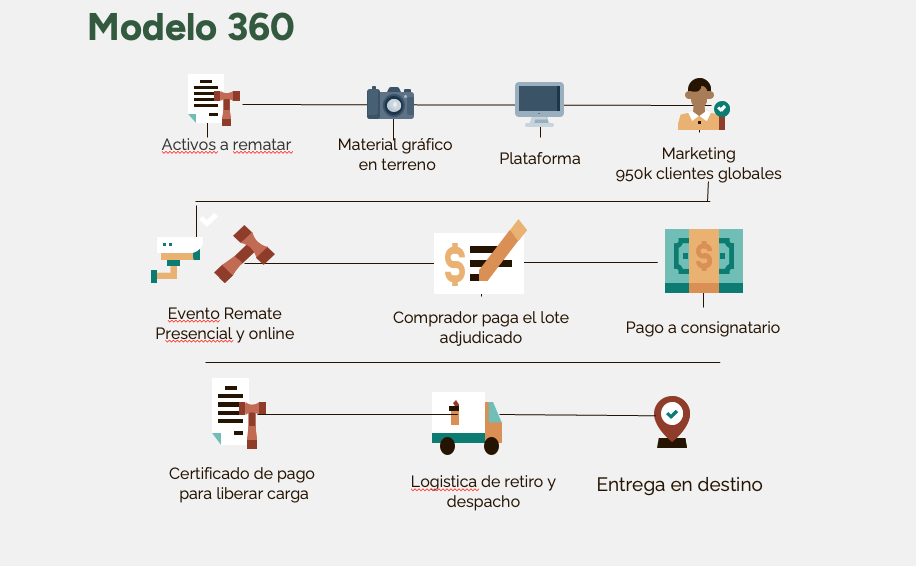 Modelo 360
Activos a rematar
Material gráfico
en terreno
Plataforma
Marketing
950k clientes globales
Evento Remate
Presencial y online
Comprador paga el lote
adjudicado
Pago a consignatario
Certificado de pago
para liberar carga
Logistica de retiro y
despacho
Entrega en destino